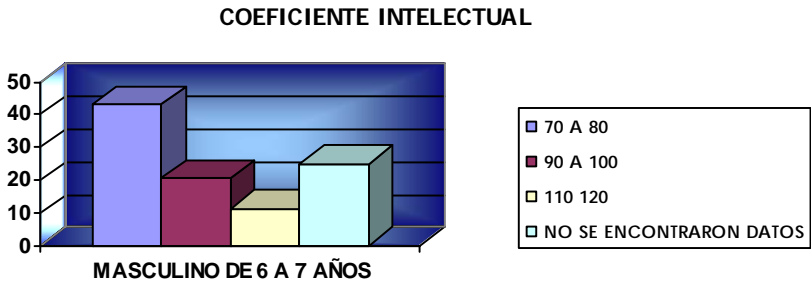 COEFICIENTE INTELECTUAL
50
40
30
20
10
0
MASCULINO DE 6 A 7 AÑOS
70 A 80
90 A 100
110 120
NO SE ENCONTRARON DATOS